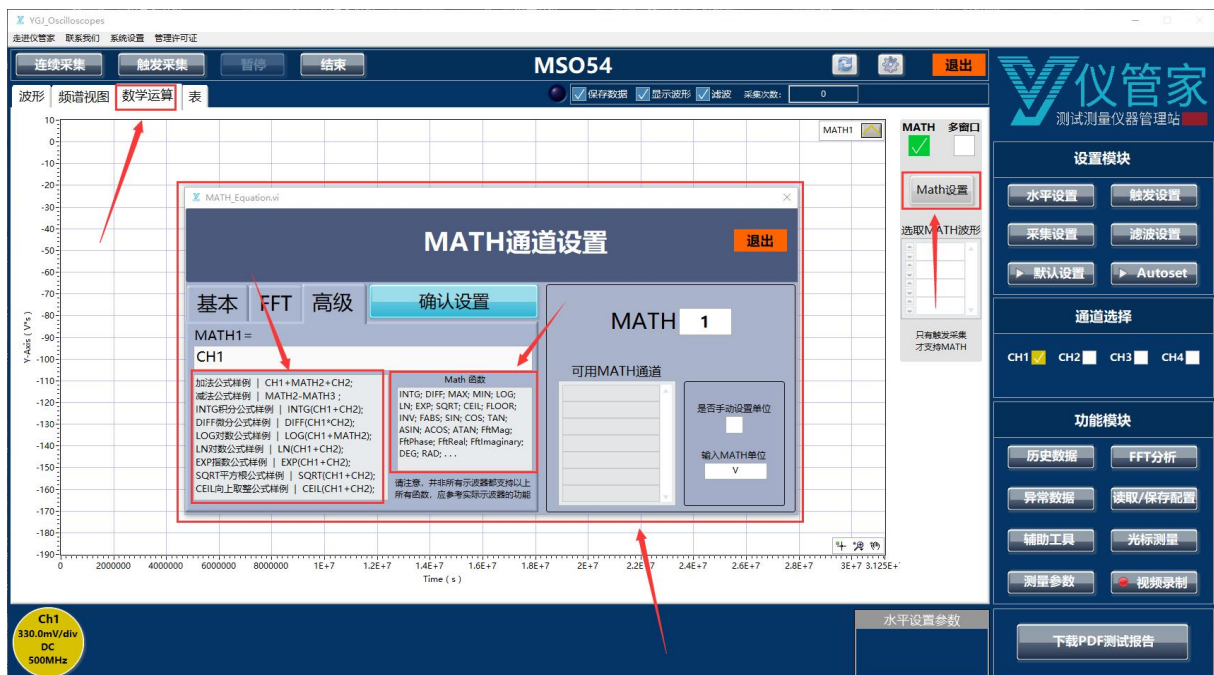 YGJ_Oscilloscopes
走进仪管家 联系我们 系统设置 管理许可证
连续采集 触发采集 暂停 结束 MSO54 退出
波形 频谱视图 数学运算 表 保存数据 显示波形 滤波 采集次数: 0
仪管家
测试测量仪器管理站
MATH1
MATH 多窗口
Math设置
选取MATH波形
只有触发采集
才支持MATH
Y-Axis ( V*s )
10
0
-10
-20
-30
-40
-50
-60
-70
-80
-90
-100
-110
-120
-130
-140
-150
-160
-170
-180
-190
0 2000000 4000000 6000000 8000000 1E+7 1.2E+7 1.4E+7 1.6E+7 1.8E+7 2E+7 2.2E+7 2.4E+7 2.6E+7 2.8E+7 3E+7 3.125E+
Time ( s )
MATH_Equation.vi
MATH通道设置 退出
基本 FFT 高级 确认设置
MATH1=
CH1
加法公式样例 | CH1+MATH2+CH2;
减法公式样例 | MATH2-MATH3 ;
INTG积分公式样例 | INTG(CH1+CH2);
DIFF微分公式样例 | DIFF(CH1*CH2);
LOG对数公式样例 | LOG(CH1+MATH2);
LN对数公式样例 | LN(CH1+CH2);
EXP指数公式样例 | EXP(CH1+CH2);
SQRT平方根公式样例 | SQRT(CH1+CH2);
CEIL向上取整公式样例 | CEIL(CH1+CH2);
Math 函数
INTG; DIFF; MAX; MIN; LOG;
LN; EXP; SQRT; CEIL; FLOOR;
INV; FABS; SIN; COS; TAN;
ASIN; ACOS; ATAN; FftMag;
FftPhase; FftReal; FftImaginary;
DEG; RAD; . . .
请注意，并非所有示波器都支持以上
所有函数，应参考实际示波器的功能
MATH 1
可用MATH通道
是否手动设置单位
输入MATH单位
V
设置模块
水平设置 触发设置
采集设置 滤波设置
默认设置 Autoset
通道选择
CH1 CH2 CH3 CH4
功能模块
历史数据 FFT分析
异常数据 读取/保存配置
辅助工具 光标测量
测量参数 视频录制
下载PDF测试报告
Ch1
330.0mV/div
DC
500MHz
水平设置参数